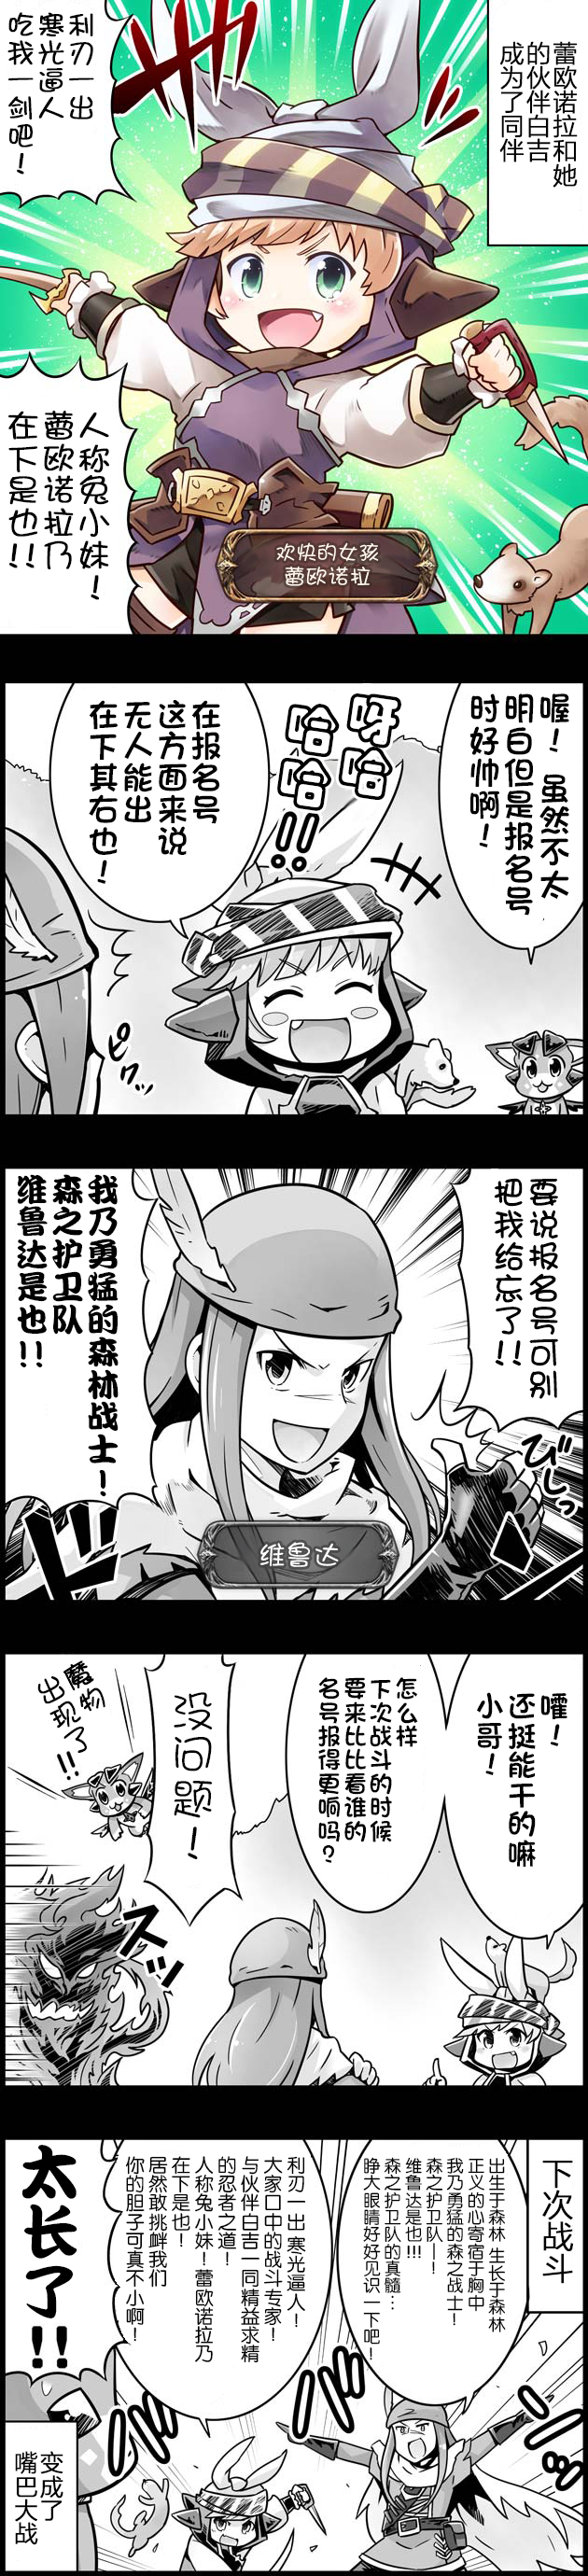 蕾欧诺拉和她
的伙伴白吉
成为了同伴
利刃一出
寒光逼人
吃我一剑吧！
人称兔小妹！
蕾欧诺拉乃
在下是也!!
欢快的女孩
蕾欧诺拉
喔！虽然不太
明白但是报名号
时好帅啊！
呀哈
哈哈!!
在报名号
这方面来说
无人能出
在下其右也！
ピクッ
要说报名号可别
把我给忘了!!
我乃勇猛的森林战士！
森之护卫队
维鲁达是也!!
びしっ
ドド
维鲁达
嚯！
还挺能干的嘛
小哥！
怎么样
下次战斗的时候
要来比比看谁的
名号报得更响吗?
没问题！
魔物
出现了!!
スッ
下次战斗
出生于森林 生长于森林
正义的心寄宿于胸中
我乃勇猛的森之战士！
森之护卫队—！
维鲁达是也!!!
森之护卫队的真髓…
睁大眼睛好好见识一下吧！
利刃一出 寒光逼人！
大家口中的战斗专家！
与伙伴白吉一同精益求精
的忍者之道！
人称兔小妹！蕾欧诺拉乃
在下是也！
居然敢挑衅我们
你的胆子可真不小啊！
太长了!!
变成了
嘴巴大战